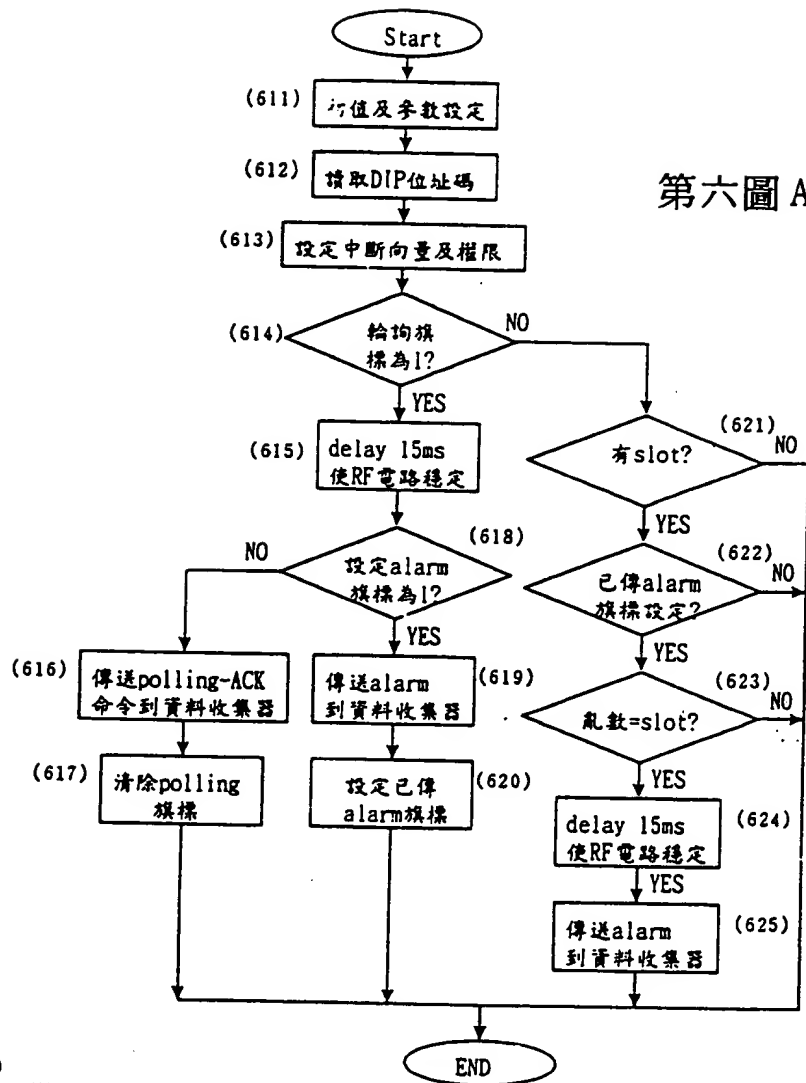 Start
(611)
值及參數設定
(612)
讀取DIP位址碼
第六圖 A
(613)
設定中斷向量及權限
(614)
輪詢旗
標為1?
NO
YES
(615)
delay 15ms
使RF電路穩定
(621)
有slot?
NO
YES
(618)
設定alarm
旗標為1?
NO
YES
(622)
已傳alarm
旗標設定?
NO
YES
(616)
傳送polling-ACK
命令到資料收集器
(619)
傳送alarm
到資料收集器
(623)
亂數=slot?
NO
YES
(617)
清除polling
旗標
(620)
設定已傳
alarm旗標
(624)
delay 15ms
使RF電路穩定
YES
(625)
傳送alarm
到資料收集器
END